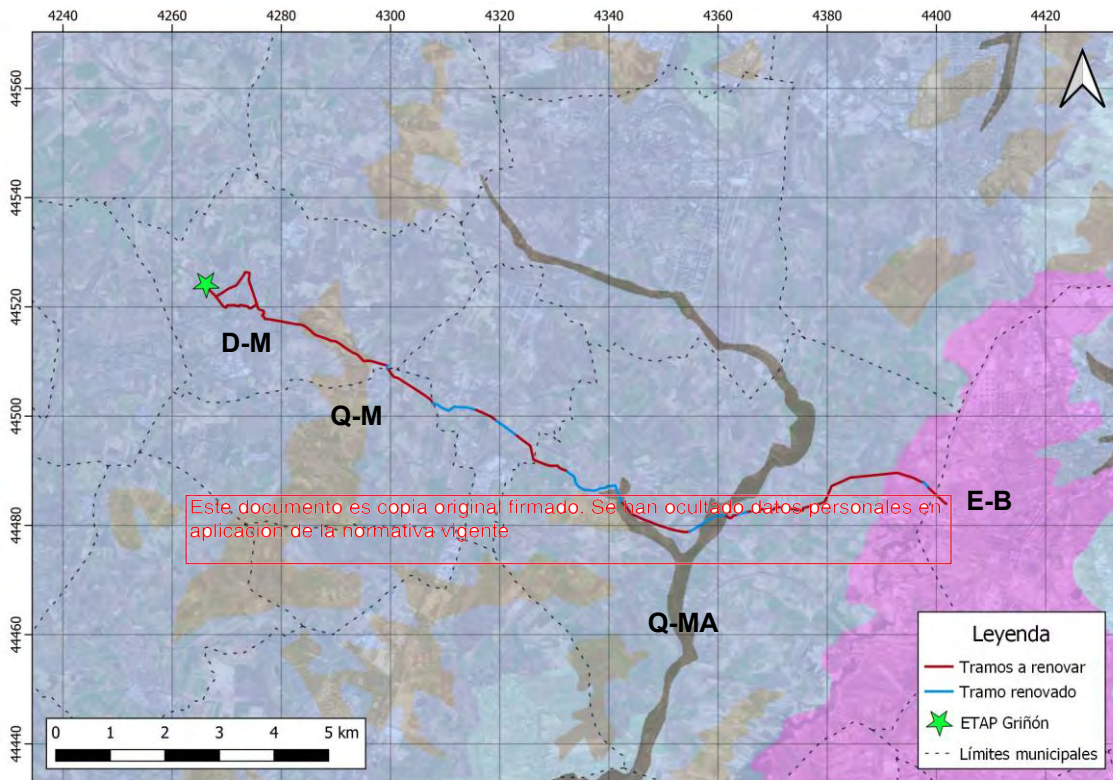 4260 4280 4300 4320 4340 4360 4380 4400 4420
44560
44540
44520
44500
44480
44460
44440
D-M
Q-M
E-B
Q-MA
Este documento es copia original firmado. Se han ocultado datos personales en
aplicación de la normativa vigente
0 1 2 3 4 5 km
Leyenda
Tramos a renovar
Tramo renovado
ETAP Griñón
Límites municipales